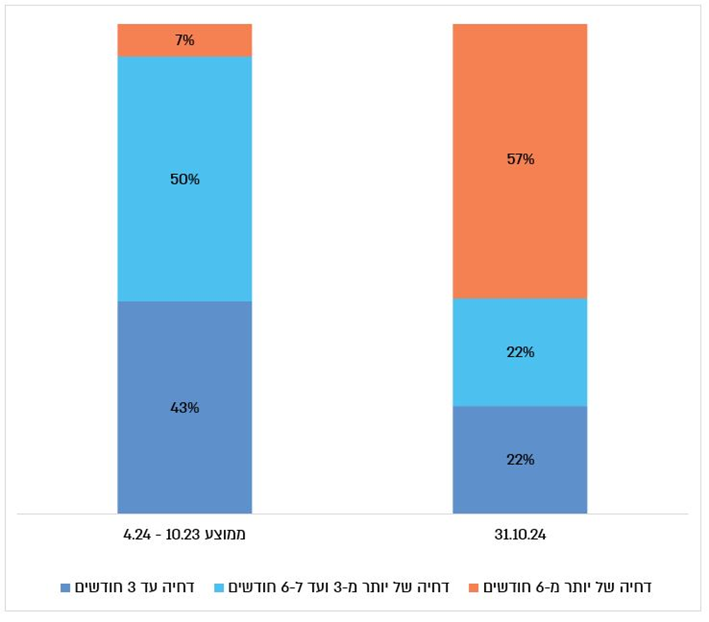 7%
57%
50%
22%
43%
22%
ממוצע 10.23 - 4.24
31.10.24
דחיה עד 3 חודשים
דחיה של יותר מ-3 ועד ל-6 חודשים
דחיה של יותר מ-6 חודשים